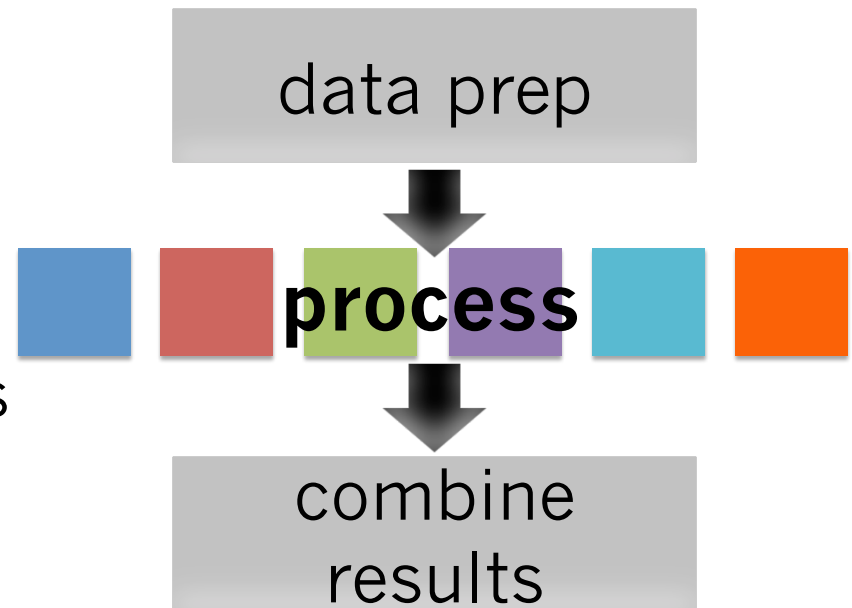 data prep
process
s
combine
results